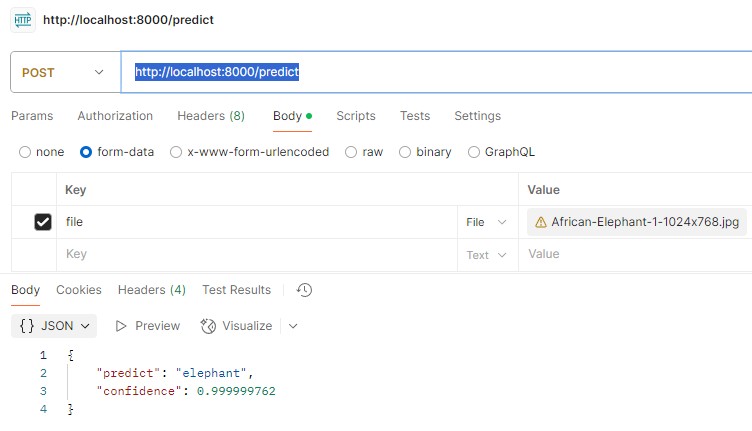 HTTP http://localhost:8000/predict
POST http://localhost:8000/predict
Params Authorization Headers (8) Body Scripts Tests Settings
none form-data x-www-form-urlencoded raw binary GraphQL
Key Value
file File African-Elephant-1-1024x768.jpg
Key Text Value
Body Cookies Headers (4) Test Results
{} JSON Preview Visualize
1 {
2 "predict": "elephant",
3 "confidence": 0.999999762
4 }